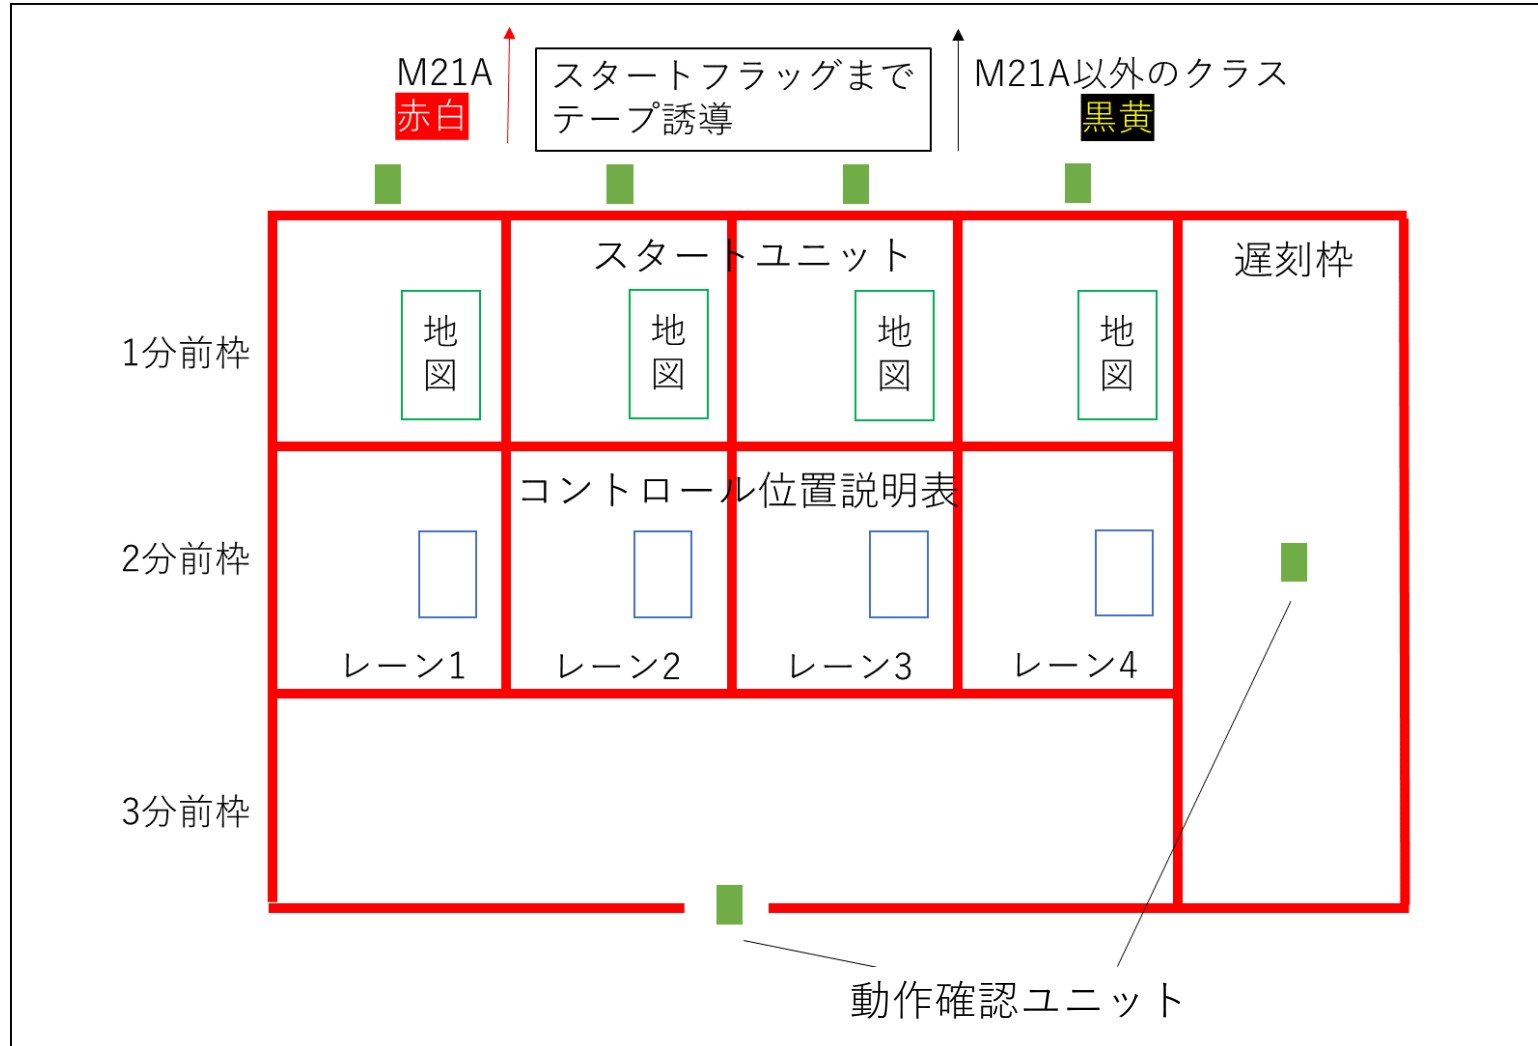 M21A
赤白
スタートフラッグまで
テープ誘導
M21A以外のクラス
黒黄
スタートユニット
遅刻枠
1分前枠
地
図
地
図
地
図
地
図
コントロール位置説明表
2分前枠
レーン1
レーン2
レーン3
レーン4
3分前枠
動作確認ユニット